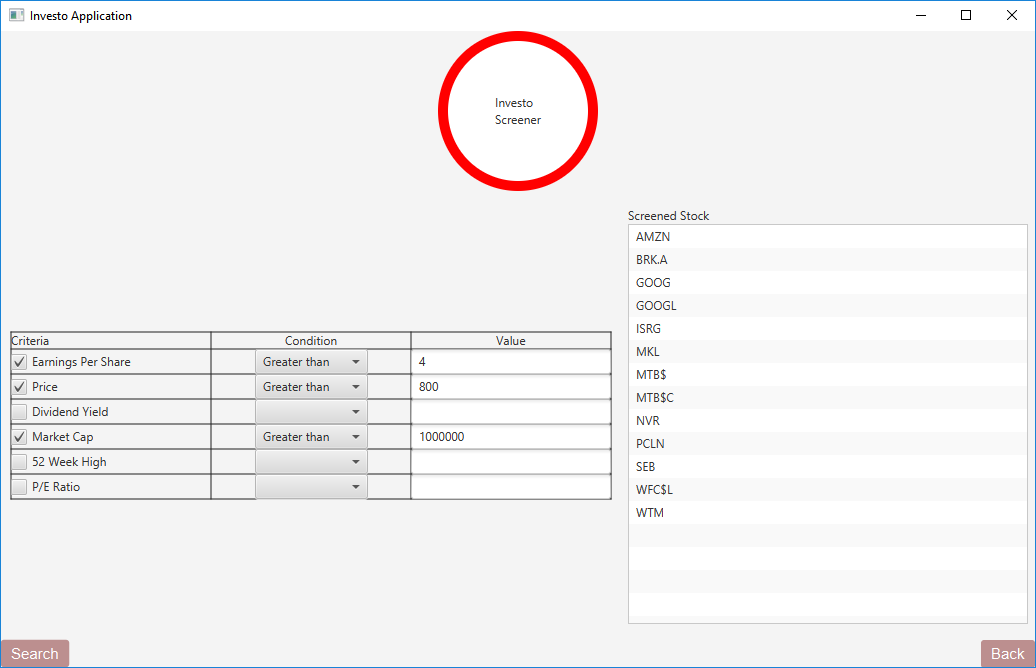 Investo Application
Investo
Screener
Criteria Condition Value
Earnings Per Share Greater than 4
Price Greater than 800
Dividend Yield
Market Cap Greater than 1000000
52 Week High
P/E Ratio
Screened Stock
AMZN
BRK.A
GOOG
GOOGL
ISRG
MKL
MTB$
MTB$C
NVR
PCLN
SEB
WFC$L
WTM
Search Back